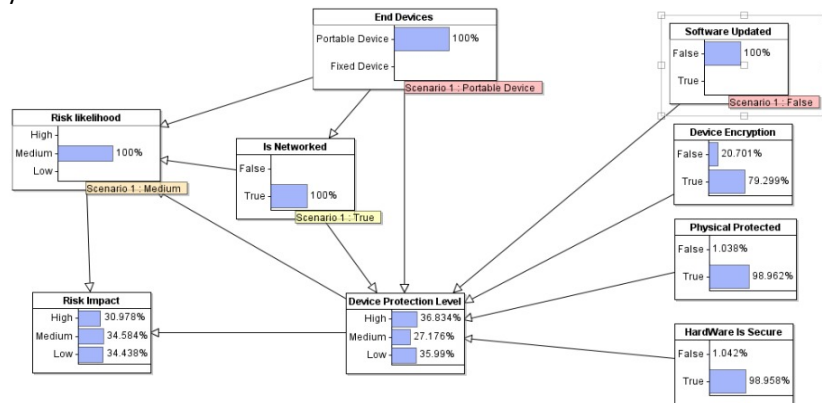 End Devices
Portable Device
100%
Fixed Device
Scenario 1 : Portable Device
Software Updated
False
100%
True
Scenario 1 : False
Risk likelihood
High
Medium
100%
Low
Scenario 1 : Medium
Is Networked
False
True
100%
Scenario 1 : True
Device Encryption
False
20.701%
True
79.299%
Physical Protected
False
1.038%
True
98.962%
Risk Impact
High
30.978%
Medium
34.584%
Low
34.438%
Device Protection Level
High
36.834%
Medium
27.176%
Low
35.99%
HardWare Is Secure
False
1.042%
True
98.958%